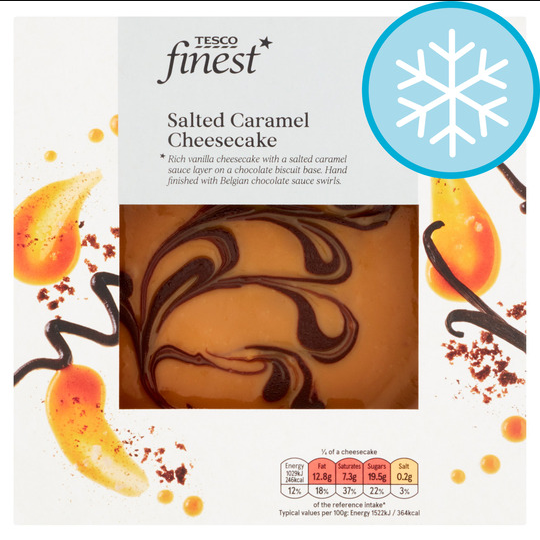 TESCO
finest*
Salted Caramel
Cheesecake
* Rich vanilla cheesecake with a salted caramel
sauce layer on a chocolate biscuit base. Hand
finished with Belgian chocolate sauce swirls.
⅙ of a cheesecake
Energy Fat Saturates Sugars Salt
1029kJ
246kcal 12.8g 7.3g 19.5g 0.2g
12% 18% 37% 22% 3%
of the reference intake*
Typical values per 100g: Energy 1522kJ / 364kcal